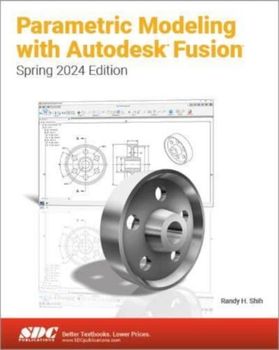 Parametric Modeling
with Autodesk® Fusion®
Spring 2024 Edition
Randy H. Shih
SDC
PUBLICATIONS
Better Textbooks. Lower Prices.
www.SDCpublications.com